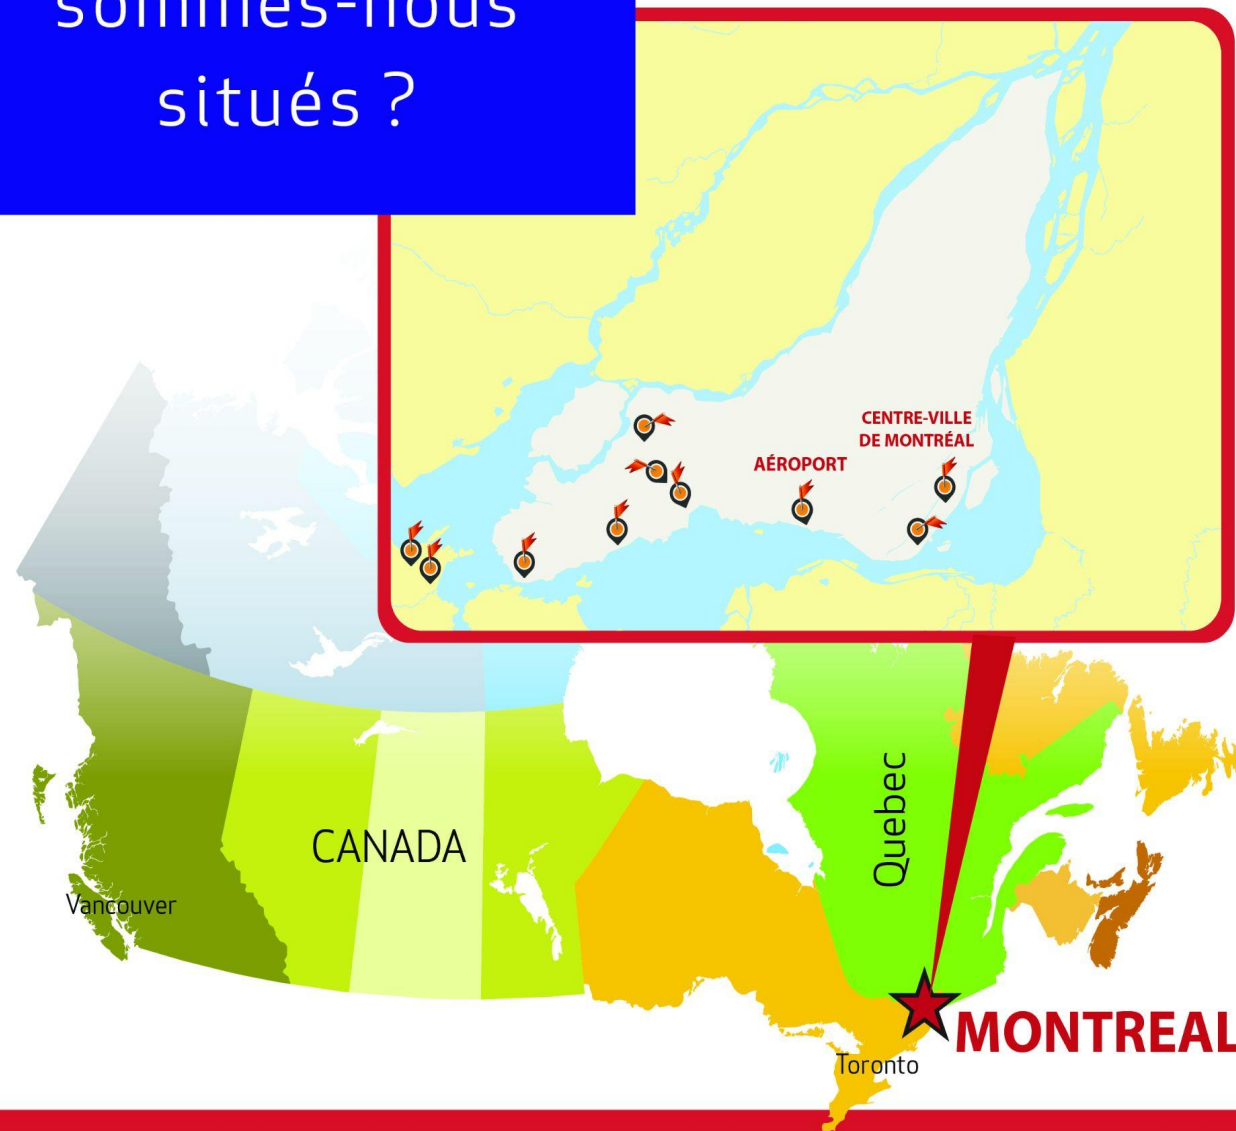 sommes-nous
situés ?
CENTRE-VILLE
DE MONTRÉAL
AÉROPORT
Quebec
CANADA
Vancouver
MONTREAL
Toronto